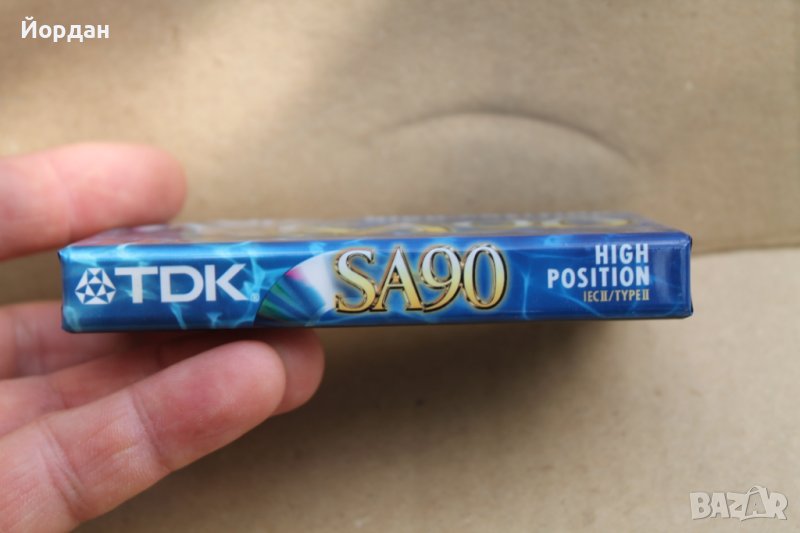 Йордан
TDK®
SA90
HIGH
POSITION
IECII/TYPEII
BAZAR